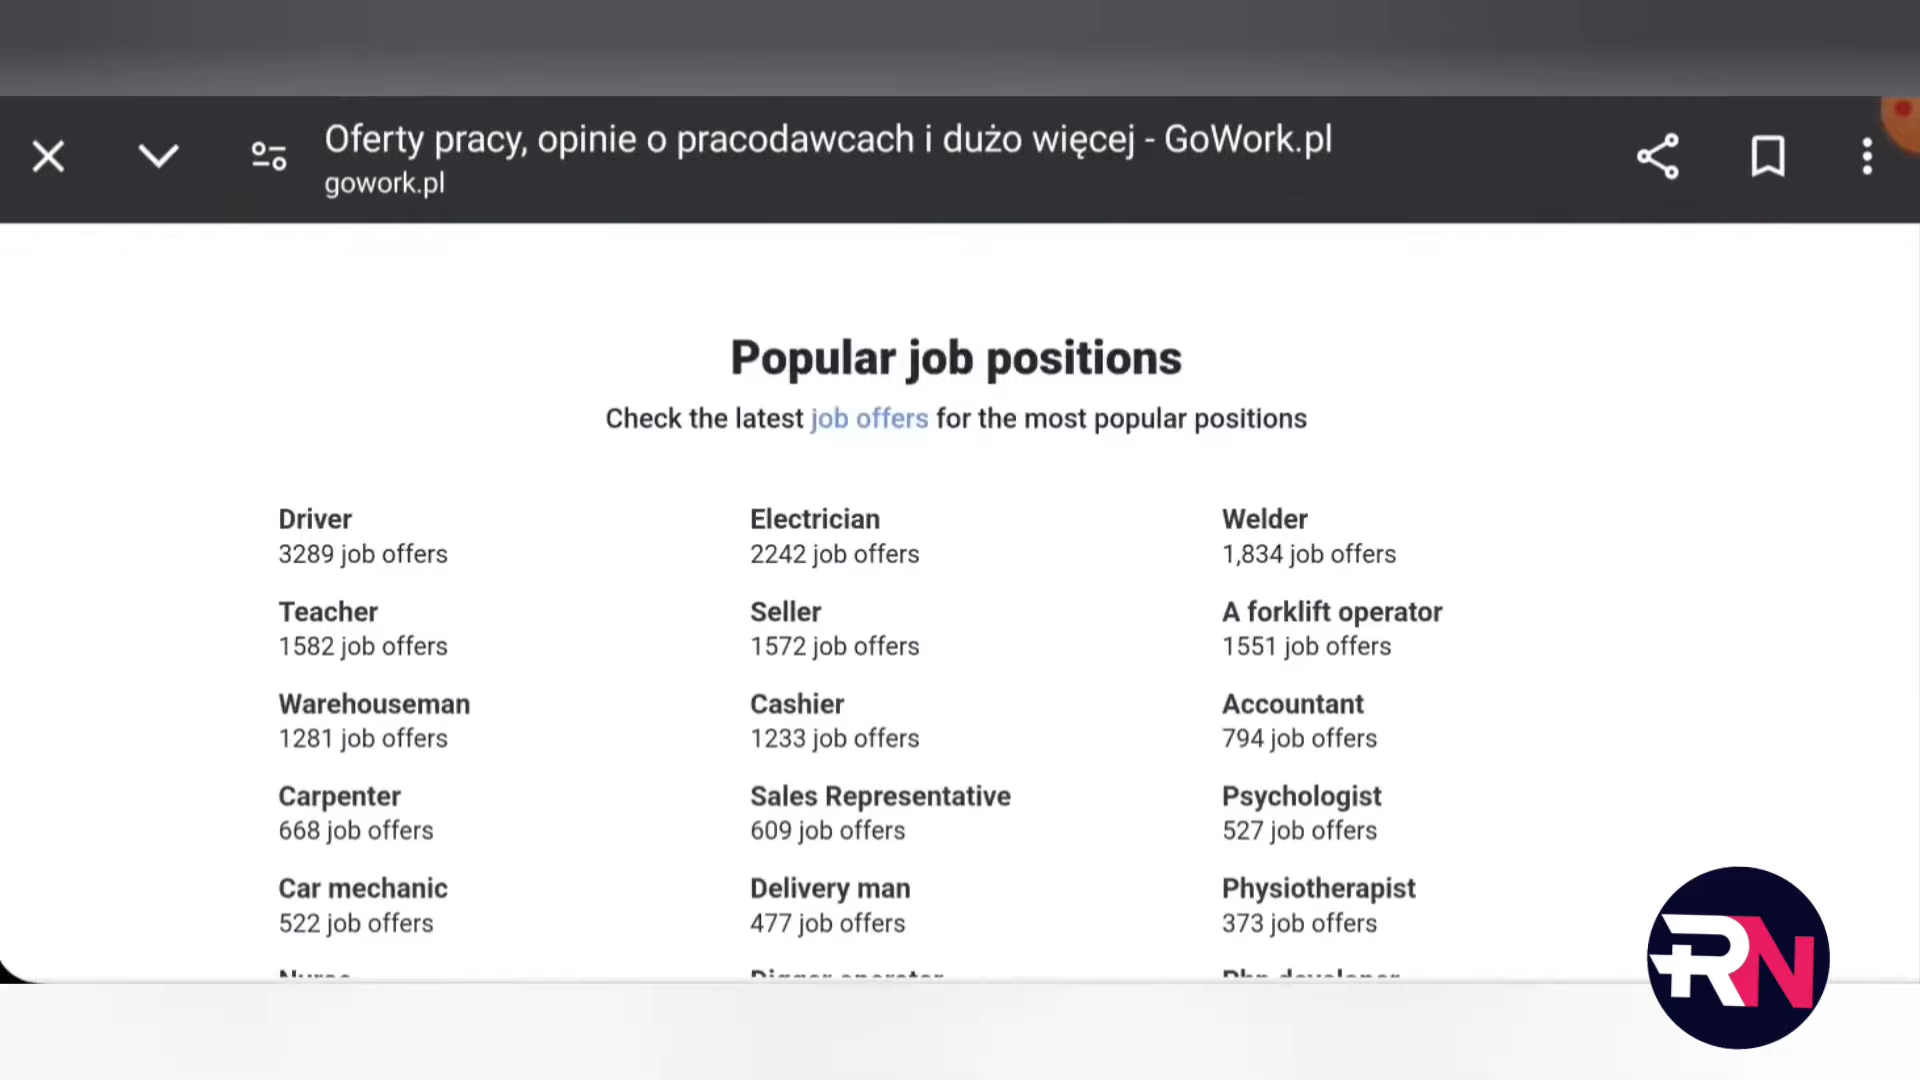 Oferty pracy, opinie o pracodawcach i dużo więcej - GoWork.pl
gowork.pl
Popular job positions
Check the latest job offers for the most popular positions
Driver
3289 job offers
Electrician
2242 job offers
Welder
1,834 job offers
Teacher
1582 job offers
Seller
1572 job offers
A forklift operator
1551 job offers
Warehouseman
1281 job offers
Cashier
1233 job offers
Accountant
794 job offers
Carpenter
668 job offers
Sales Representative
609 job offers
Psychologist
527 job offers
Car mechanic
522 job offers
Delivery man
477 job offers
Physiotherapist
373 job offers
RN